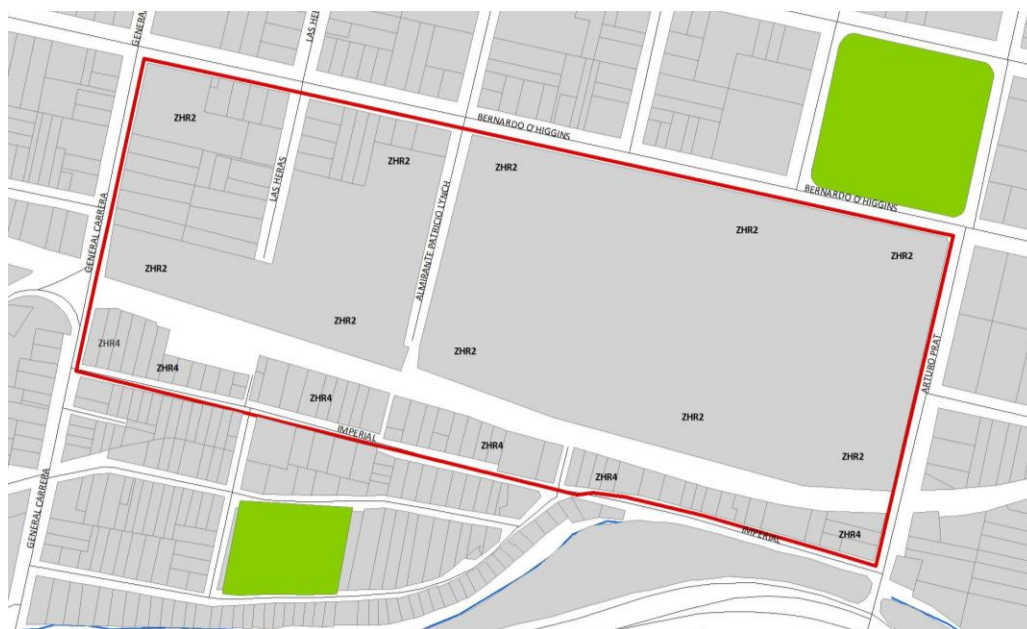 GENERAL
LAS HERAS
ZHR2
BERNARDO O'HIGGINS
ZHR2
ZHR2
LAS HERAS
ALMIRANTE PATRICIO LYNCH
BERNARDO O'HIGGINS
GENERAL CARRERA
ZHR2
ZHR2
ZHR2
ZHR2
ZHR4
ZHR2
ZHR4
ARTURO PRAT
ZHR4
ZHR2
IMPERIAL
ZHR4
ZHR2
ZHR4
GENERAL CARRERA
IMPERIAL
ZHR4